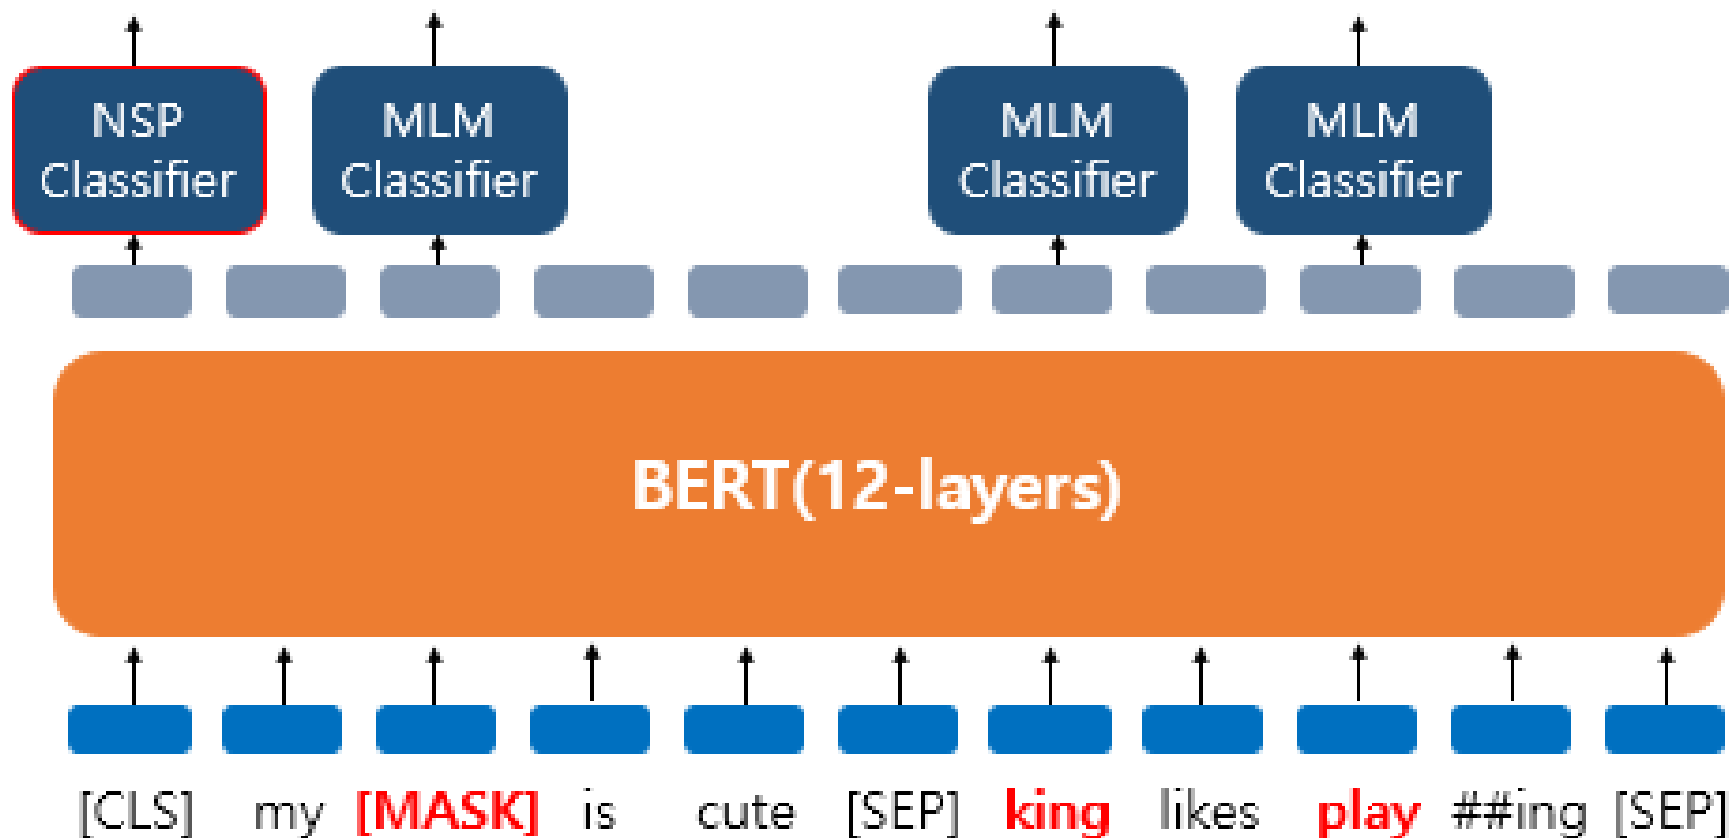 NSP
Classifier
MLM
Classifier
MLM
Classifier
MLM
Classifier
BERT(12-layers)
[CLS] my [MASK] is cute [SEP] king likes play ##ing [SEP]